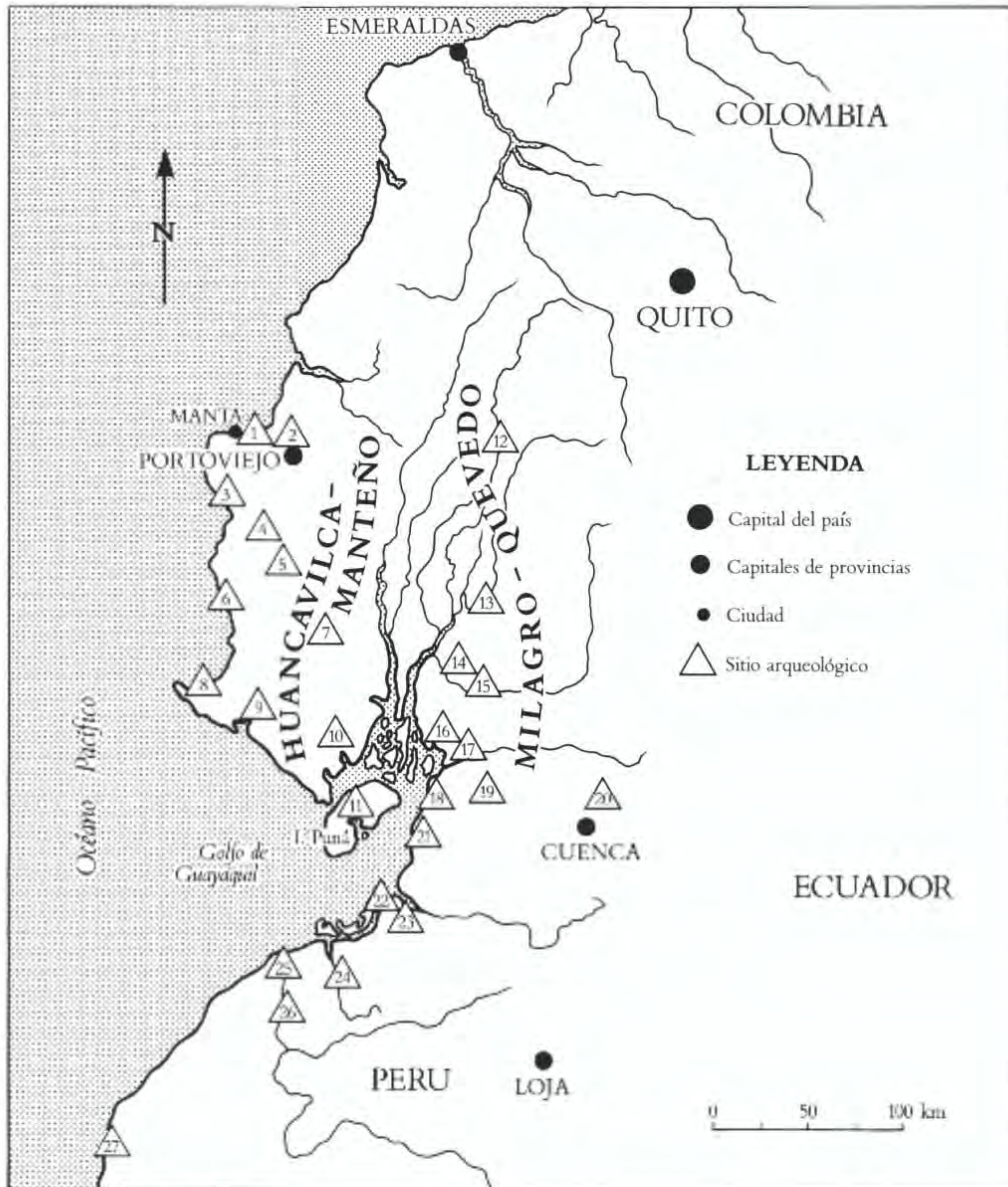 ESMERALDAS
COLOMBIA
N
QUITO
MANTA
1
2
PORTOVIEJO
3
4
5
6
7
8
9
10
11
12
13
14
15
16
17
18
19
20
21
22
23
24
25
26
27
HUANCAVILCA-
MANTEÑO
MILAGRO-QUEVEDO
LEYENDA
Capital del país
Capitales de provincias
Ciudad
Sitio arqueológico
Océano Pacífico
I. Puná
Golfo de
Guayaquil
CUENCA
ECUADOR
PERU
LOJA
0 50 100 km